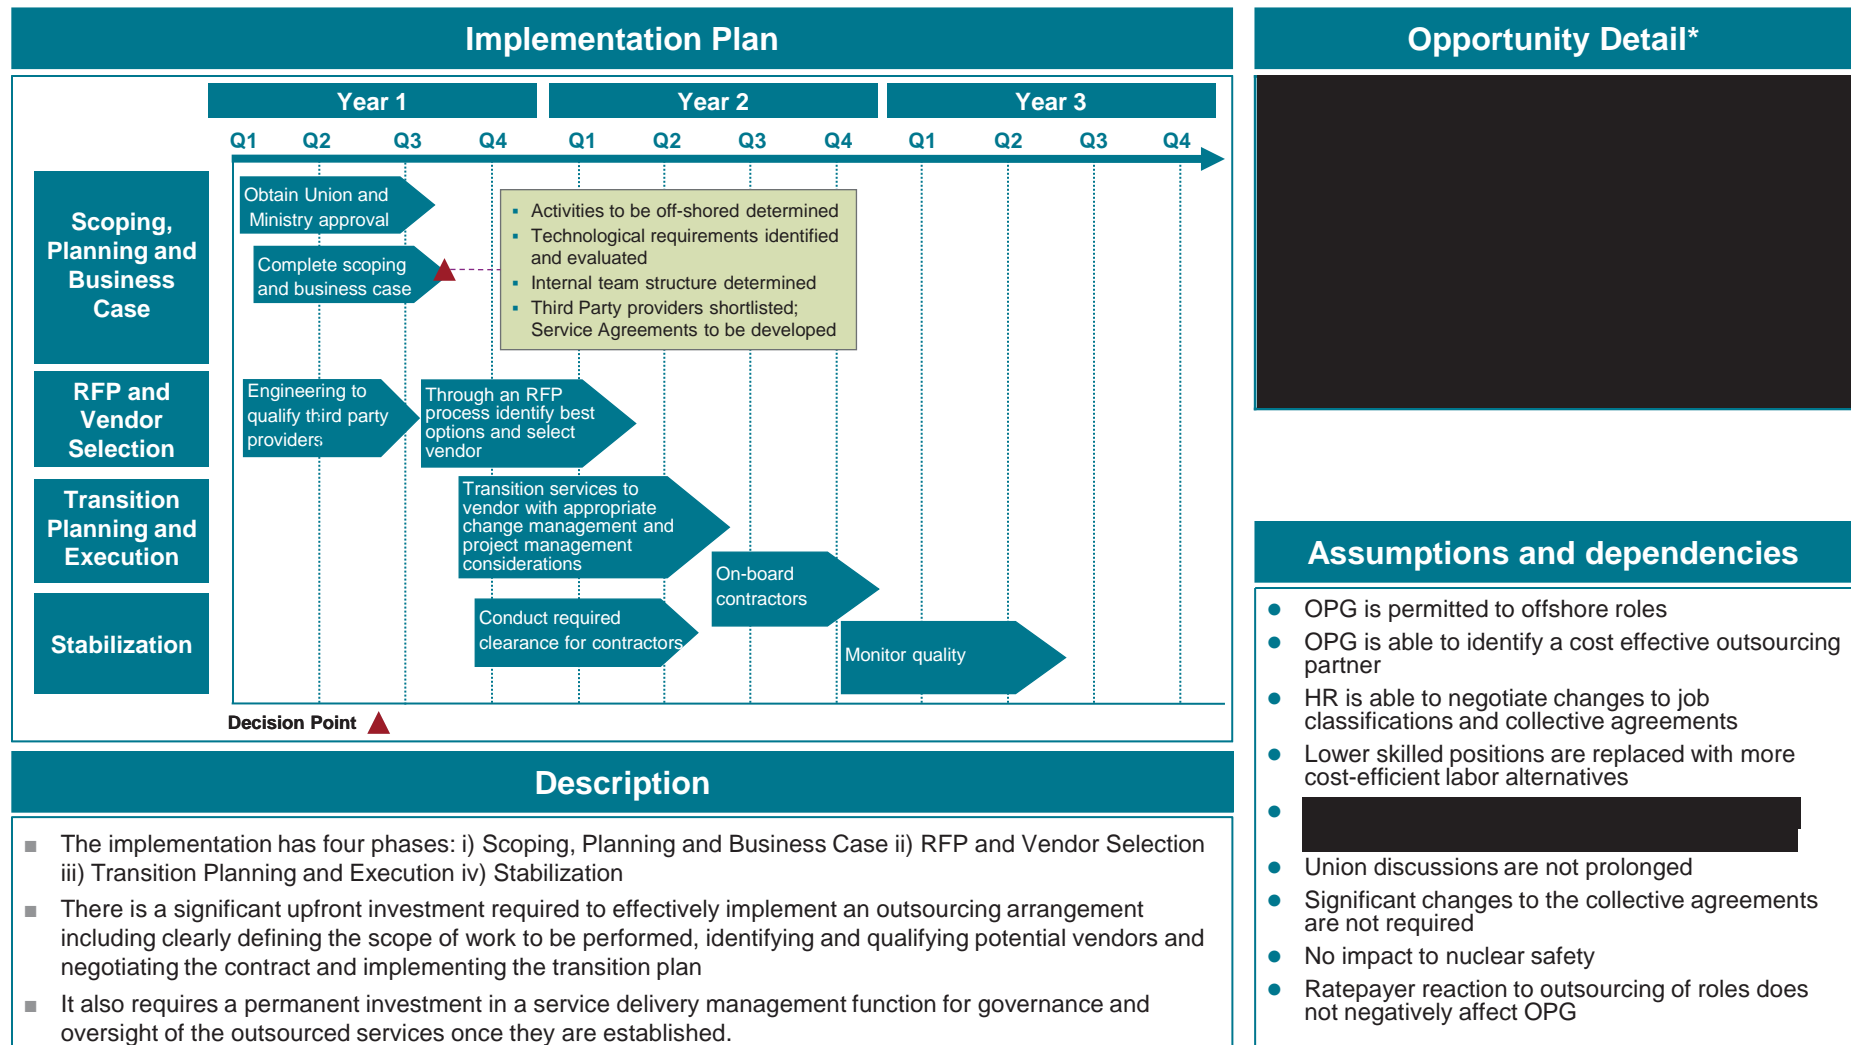 Implementation Plan
Year 1
Year 2
Year 3
Q1 Q2 Q3 Q4 Q1 Q2 Q3 Q4 Q1 Q2 Q3 Q4
Scoping,
Planning and
Business
Case
Obtain Union and
Ministry approval
Complete scoping
and business case
▪ Activities to be off-shored determined
▪ Technological requirements identified
and evaluated
▪ Internal team structure determined
▪ Third Party providers shortlisted;
Service Agreements to be developed
RFP and
Vendor
Selection
Engineering to
qualify third party
providers
Through an RFP
process identify best
options and select
vendor
Transition
Planning and
Execution
Transition services to
vendor with appropriate
change management and
project management
considerations
On-board
contractors
Stabilization
Conduct required
clearance for contractors
Monitor quality
Decision Point
Description
■ The implementation has four phases: i) Scoping, Planning and Business Case ii) RFP and Vendor Selection
iii) Transition Planning and Execution iv) Stabilization
■ There is a significant upfront investment required to effectively implement an outsourcing arrangement
including clearly defining the scope of work to be performed, identifying and qualifying potential vendors and
negotiating the contract and implementing the transition plan
■ It also requires a permanent investment in a service delivery management function for governance and
oversight of the outsourced services once they are established.
Opportunity Detail*
Assumptions and dependencies
● OPG is permitted to offshore roles
● OPG is able to identify a cost effective outsourcing
partner
● HR is able to negotiate changes to job
classifications and collective agreements
● Lower skilled positions are replaced with more
cost-efficient labor alternatives
●
● Union discussions are not prolonged
● Significant changes to the collective agreements
are not required
● No impact to nuclear safety
● Ratepayer reaction to outsourcing of roles does
not negatively affect OPG